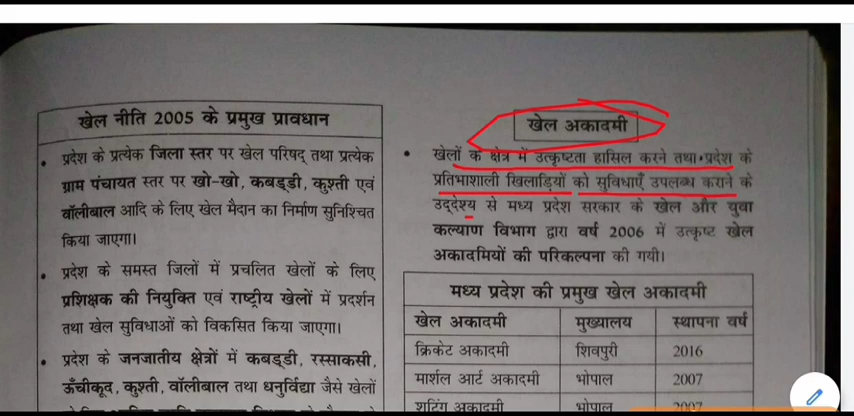 खेल नीति 2005 के प्रमुख प्रावधान
• प्रदेश के प्रत्येक जिला स्तर पर खेल परिषद् तथा प्रत्येक
ग्राम पंचायत स्तर पर खो-खो, कबड्डी, कुश्ती एवं
वॉलीबाल आदि के लिए खेल मैदान का निर्माण सुनिश्चित
किया जाएगा।
• प्रदेश के समस्त जिलों में प्रचलित खेलों के लिए
प्रशिक्षक की नियुक्ति एवं राष्ट्रीय खेलों में प्रदर्शन
तथा खेल सुविधाओं को विकसित किया जाएगा।
• प्रदेश के जनजातीय क्षेत्रों में कबड्डी, रस्साकसी,
ऊँचीकूद, कुश्ती, वॉलीबाल तथा धनुर्विद्या जैसे खेलों
खेल अकादमी
• खेलों के क्षेत्र में उत्कृष्टता हासिल करने तथा प्रदेश के
प्रतिभाशाली खिलाड़ियों को सुविधाएँ उपलब्ध कराने के
उद्देश्य से मध्य प्रदेश सरकार के खेल और युवा
कल्याण विभाग द्वारा वर्ष 2006 में उत्कृष्ट खेल
अकादमियों की परिकल्पना की गयी।
मध्य प्रदेश की प्रमुख खेल अकादमी
खेल अकादमी मुख्यालय स्थापना वर्ष
क्रिकेट अकादमी शिवपुरी 2016
मार्शल आर्ट अकादमी भोपाल 2007
शूटिंग अकादमी भोपाल 2007